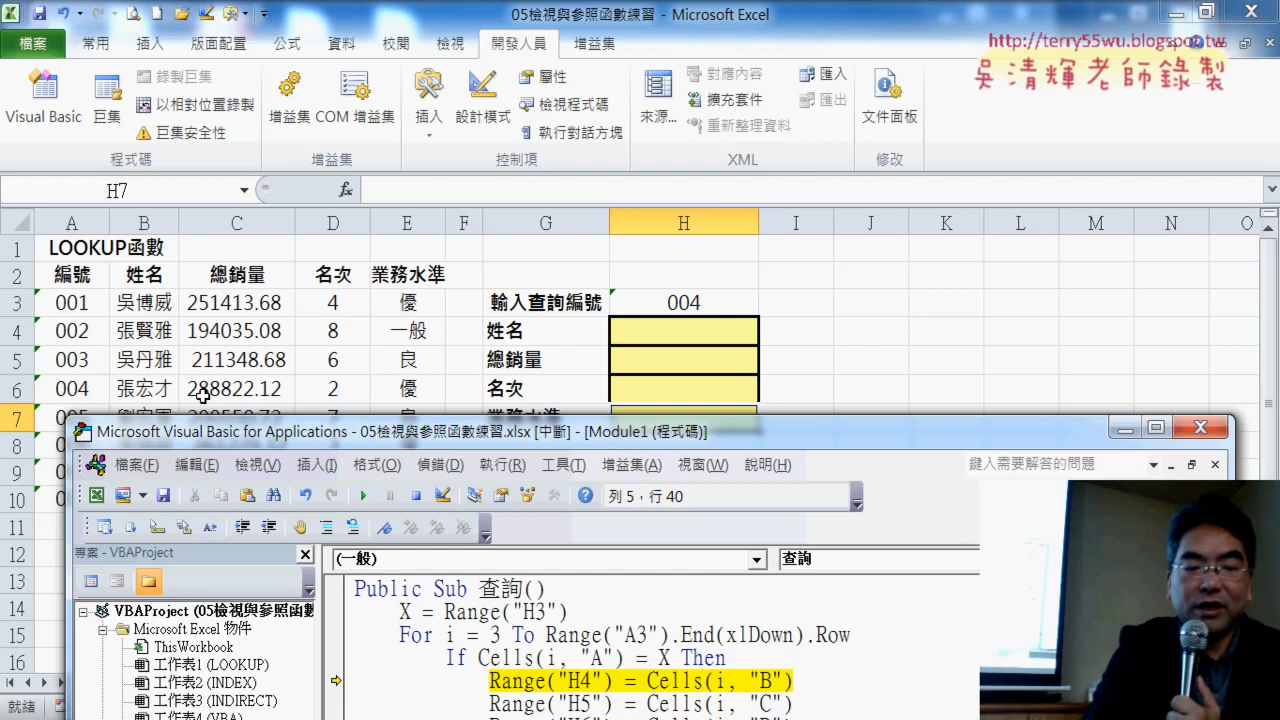 05檢視與參照函數練習 - Microsoft Excel
檔案 常用 插入 版面配置 公式 資料 校閱 檢視 開發人員 增益集
http://terry55wu.blogspot.tw
吳清輝老師錄製
Visual Basic 巨集 錄製巨集 以相對位置錄製 巨集安全性 程式碼
增益集 COM 增益集 增益集
插入 設計模式 屬性 檢視程式碼 執行對話方塊 控制項
來源... 對應內容 擴充套件 重新整理資料 匯入 匯出 XML
文件面板 修改
H7 fx
A B C D E F G H I J K L M N O
1 LOOKUP函數
2 編號 姓名 總銷量 名次 業務水準
3 001 吳博威 251413.68 4 優 輸入查詢編號 004
4 002 張賢雅 194035.08 8 一般 姓名
5 003 吳丹雅 211348.68 6 良 總銷量
6 004 張宏才 288822.12 2 優 名次
7
8
9
10
11
12
13
14
15
16
就緒
Microsoft Visual Basic for Applications - 05檢視與參照函數練習.xlsx [中斷] - [Module1 (程式碼)]
檔案(F) 編輯(E) 檢視(V) 插入(I) 格式(O) 偵錯(D) 執行(R) 工具(T) 增益集(A) 視窗(W) 說明(H) 鍵入需要解答的問題
列 5，行 40
專案 - VBAProject
VBAProject (05檢視與參照函數
Microsoft Excel 物件
ThisWorkbook
工作表1 (LOOKUP)
工作表2 (INDEX)
工作表3 (INDIRECT)
工作表4 (VBA)
(一般) 查詢
Public Sub 查詢()
X = Range("H3")
For i = 3 To Range("A3").End(xlDown).Row
If Cells(i, "A") = X Then
Range("H4") = Cells(i, "B")
Range("H5") = Cells(i, "C")